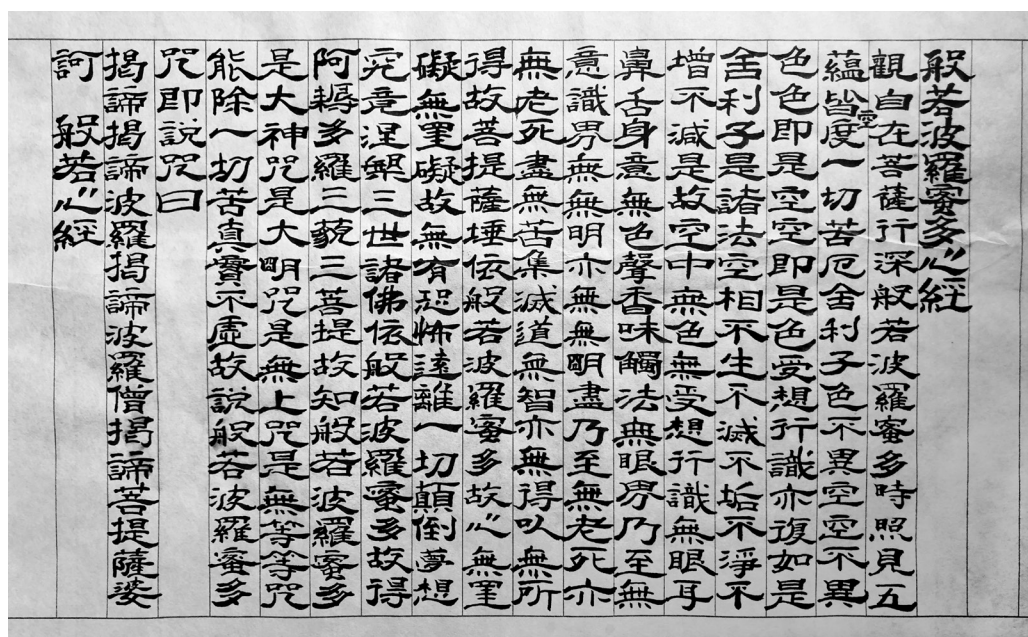 般若波羅蜜多心經
觀自在菩薩行深般若波羅蜜多時照見五
蘊皆空度一切苦厄舍利子色不異空空不異
色色即是空空即是色受想行識亦復如是
舍利子是諸法空相不生不滅不垢不淨不
增不減是故空中無色無受想行識無眼耳
鼻舌身意無色聲香味觸法無眼界乃至無
意識界無無明亦無無明盡乃至無老死亦
無老死盡無苦集滅道無智亦無得以無所
得故菩提薩埵依般若波羅蜜多故心無罣
礙無罣礙故無有恐怖遠離一切顛倒夢想
究竟涅槃三世諸佛依般若波羅蜜多故得
阿耨多羅三藐三菩提故知般若波羅蜜多
是大神咒是大明咒是無上咒是無等等咒
能除一切苦真實不虛故說般若波羅蜜多
咒即說咒曰
揭諦揭諦波羅揭諦波羅僧揭諦菩提薩婆
訶 般若心經